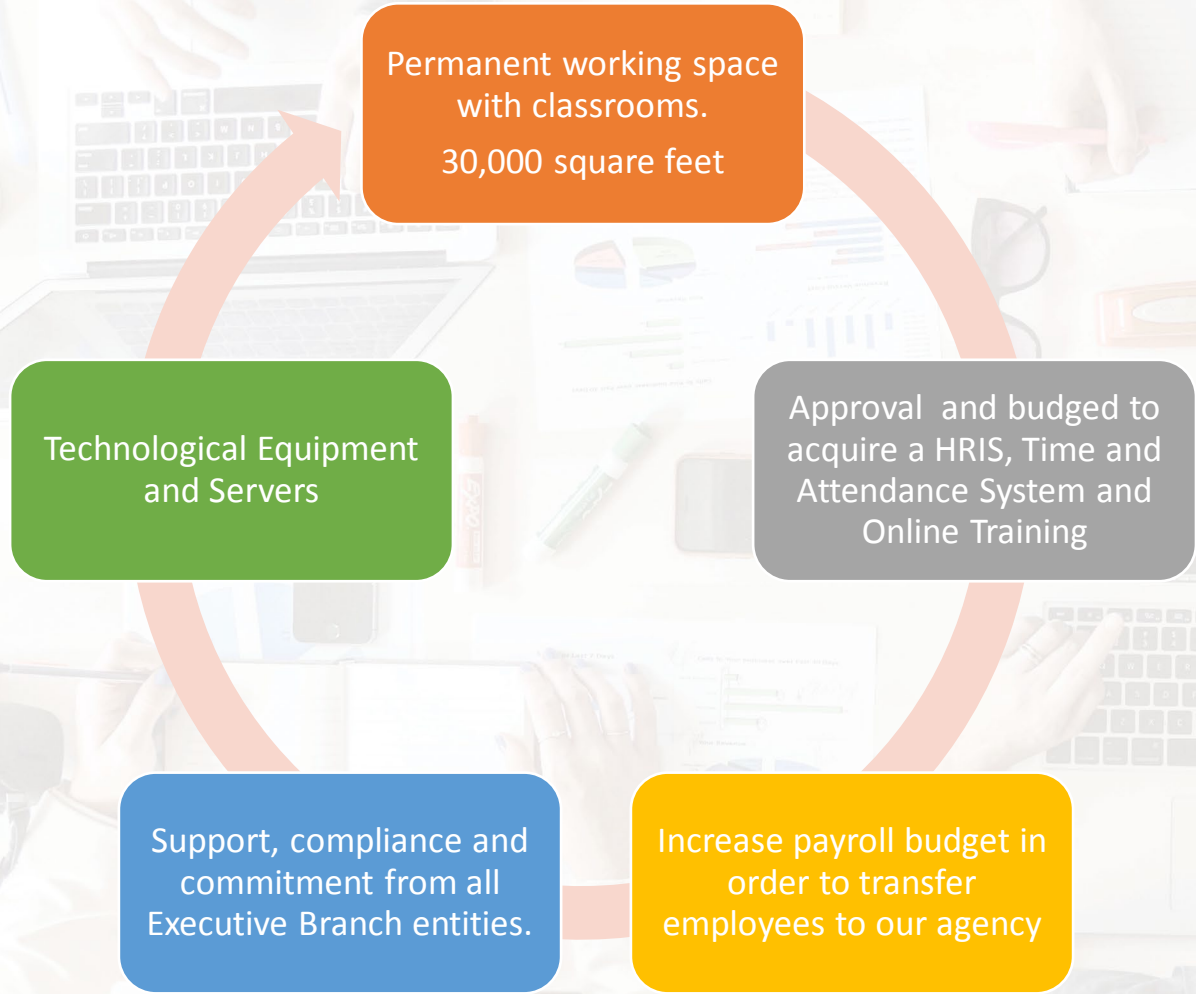 Permanent working space
with classrooms.
30,000 square feet
Approval  and budged to
acquire a HRIS, Time and
Attendance System and
Online Training
Increase payroll budget in
order to transfer
employees to our agency
Support, compliance and
commitment from all
Executive Branch entities.
Technological Equipment
and Servers
EXPO